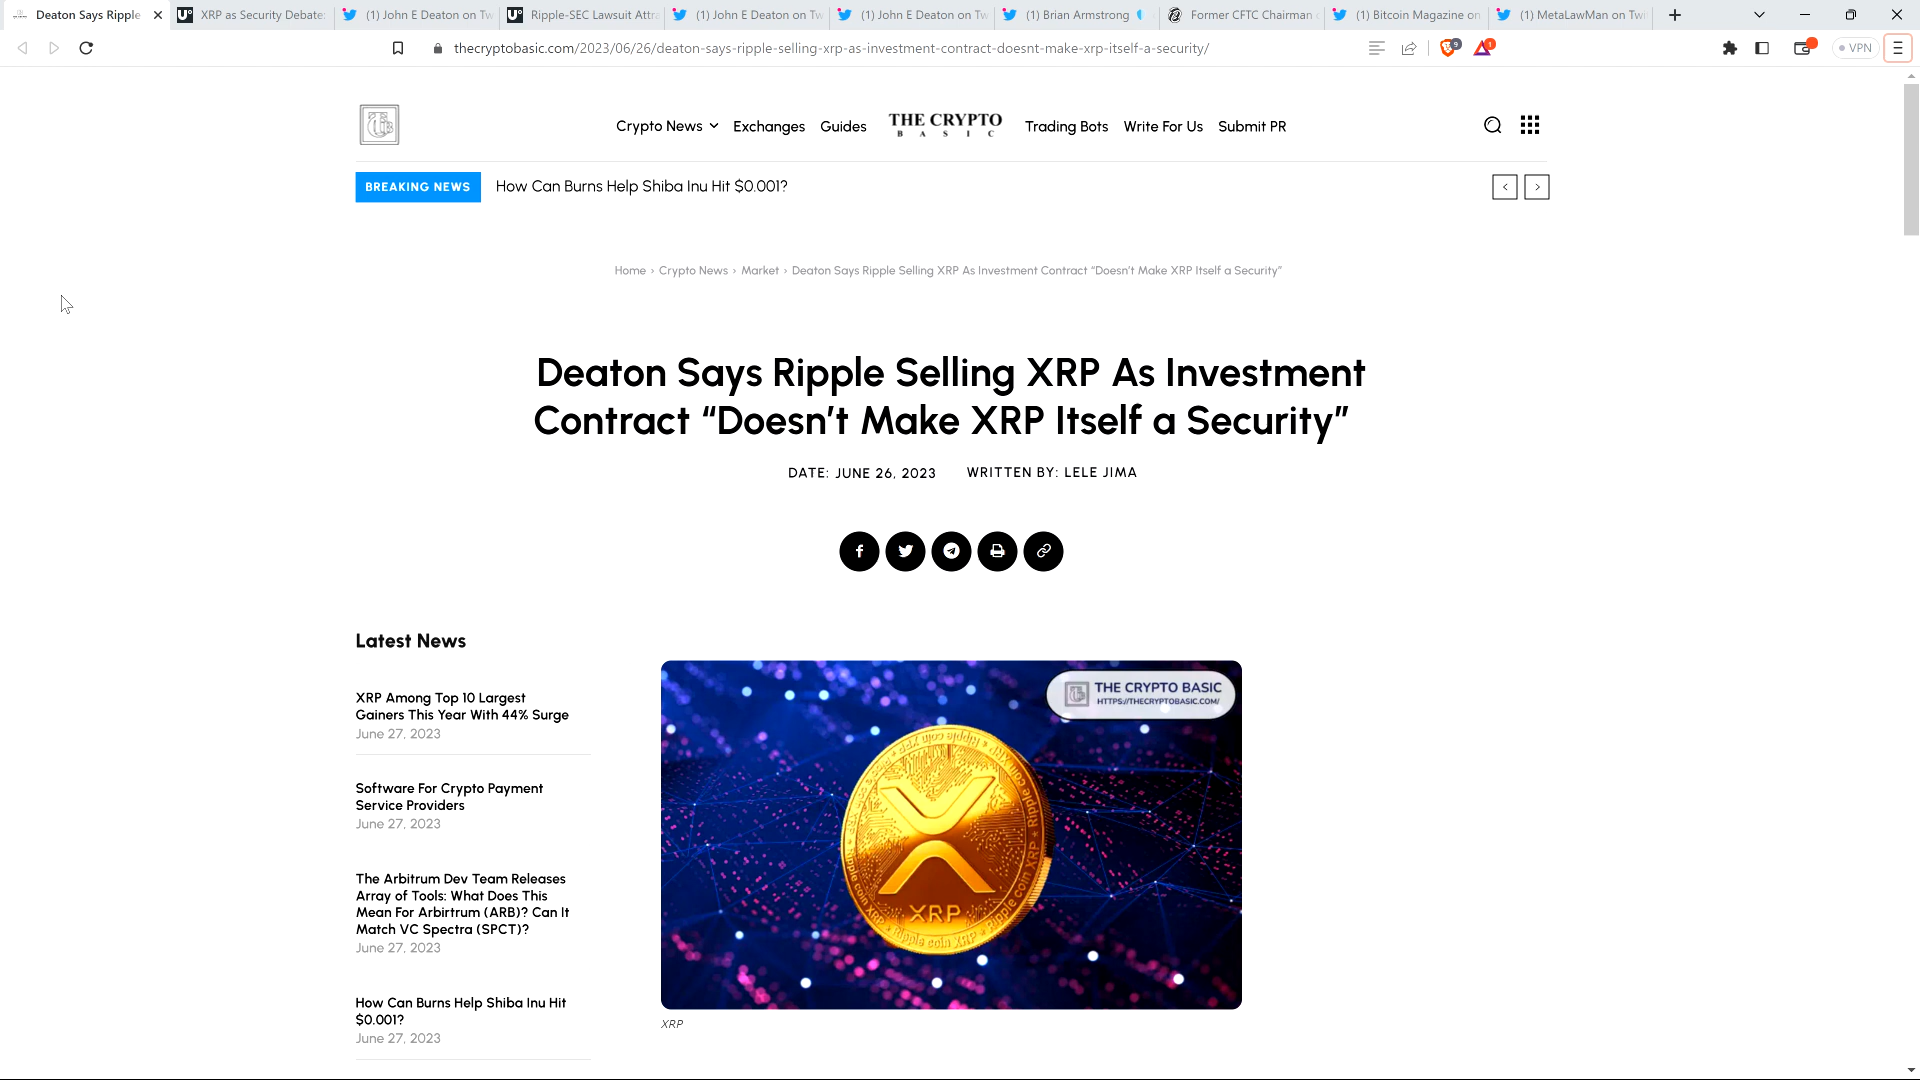 Deaton Says Ripple
XRP as Security Debate:
(1) John E Deaton on Tw
Ripple-SEC Lawsuit Attra
(1) John E Deaton on Tw
(1) John E Deaton on Tw
(1) Brian Armstrong
Former CFTC Chairman
(1) Bitcoin Magazine on
(1) MetaLawMan on Twi
thecryptobasic.com/2023/06/26/deaton-says-ripple-selling-xrp-as-investment-contract-doesnt-make-xrp-itself-a-security/
9
1
VPN
Crypto News
Exchanges
Guides
THE CRYPTO
BASIC
Trading Bots
Write For Us
Submit PR
BREAKING NEWS
How Can Burns Help Shiba Inu Hit $0.001?
Home › Crypto News › Market › Deaton Says Ripple Selling XRP As Investment Contract “Doesn’t Make XRP Itself a Security”
Deaton Says Ripple Selling XRP As Investment
Contract “Doesn’t Make XRP Itself a Security”
DATE: JUNE 26, 2023 WRITTEN BY: LELE JIMA
Latest News
XRP Among Top 10 Largest
Gainers This Year With 44% Surge
June 27, 2023
Software For Crypto Payment
Service Providers
June 27, 2023
The Arbitrum Dev Team Releases
Array of Tools: What Does This
Mean For Arbirtrum (ARB)? Can It
Match VC Spectra (SPCT)?
June 27, 2023
How Can Burns Help Shiba Inu Hit
$0.001?
June 27, 2023
THE CRYPTO BASIC
HTTPS://THECRYPTOBASIC.COM/
Ripple coin XRP
XRP
XRP